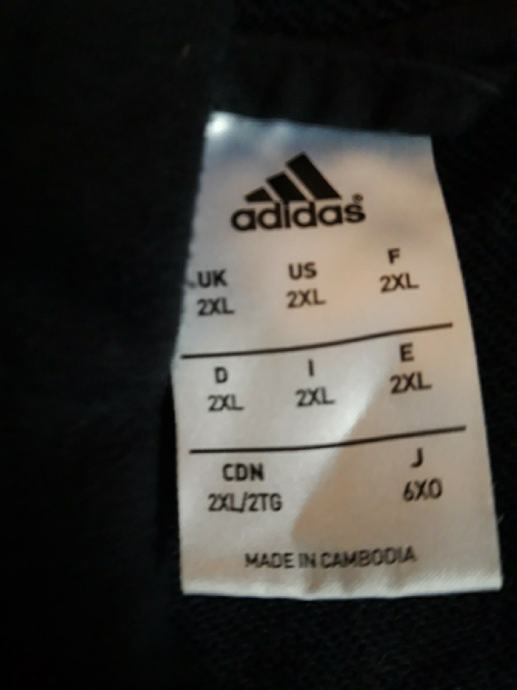 adidas®
UK US F
2XL 2XL 2XL
D I E
2XL 2XL 2XL
CDN J
2XL/2TG 6XO
MADE IN CAMBODIA